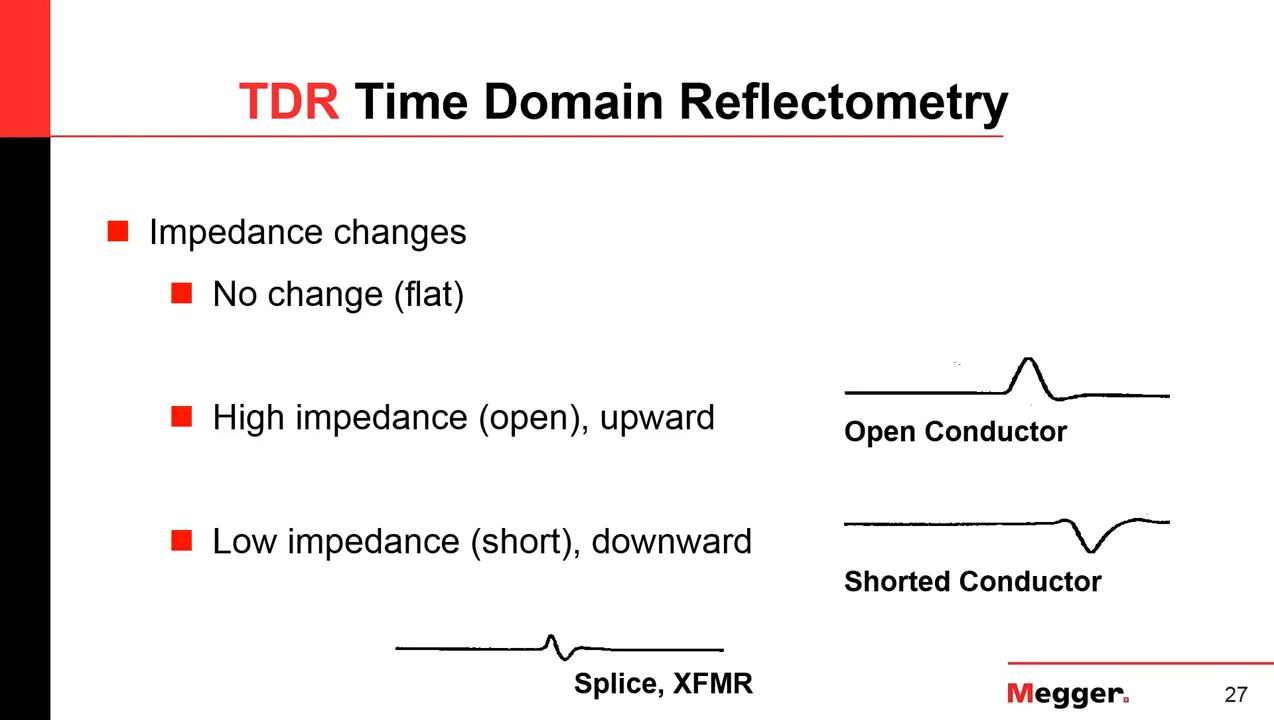 TDR Time Domain Reflectometry
Impedance changes
No change (flat)
High impedance (open), upward
Open Conductor
Low impedance (short), downward
Shorted Conductor
Splice, XFMR
Megger.
27